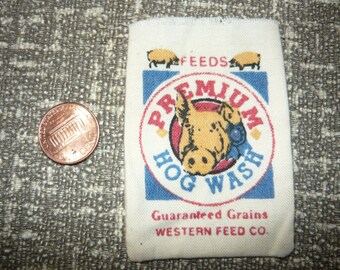 FEEDS
PREMIUM
HOG WASH
Guaranteed Grains
WESTERN FEED CO.